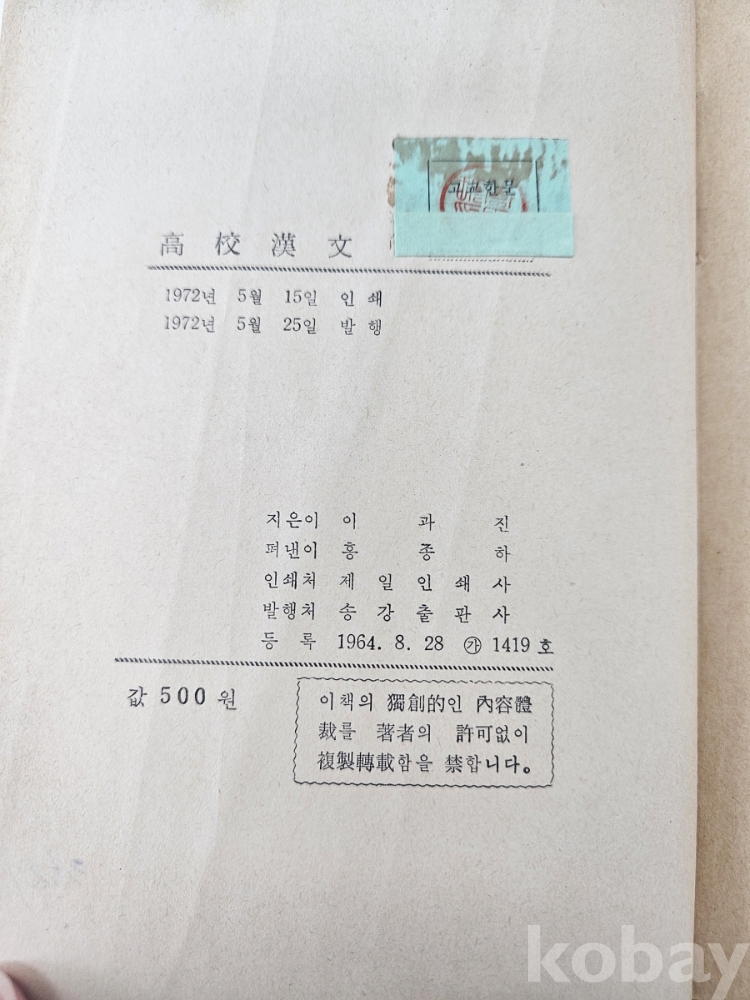 고교한문
高校漢文
1972년 5월 15일 인쇄
1972년 5월 25일 발행
지은이 이 과 진
펴낸이 홍 종 하
인쇄처 제 일 인 쇄 사
발행처 송 강 출 판 사
등 록 1964. 8. 28 ㉮ 1419 호
값 500 원
이책의 獨創的인 內容體
裁를 著者의 許可없이
複製轉載함을 禁합니다。
kobay